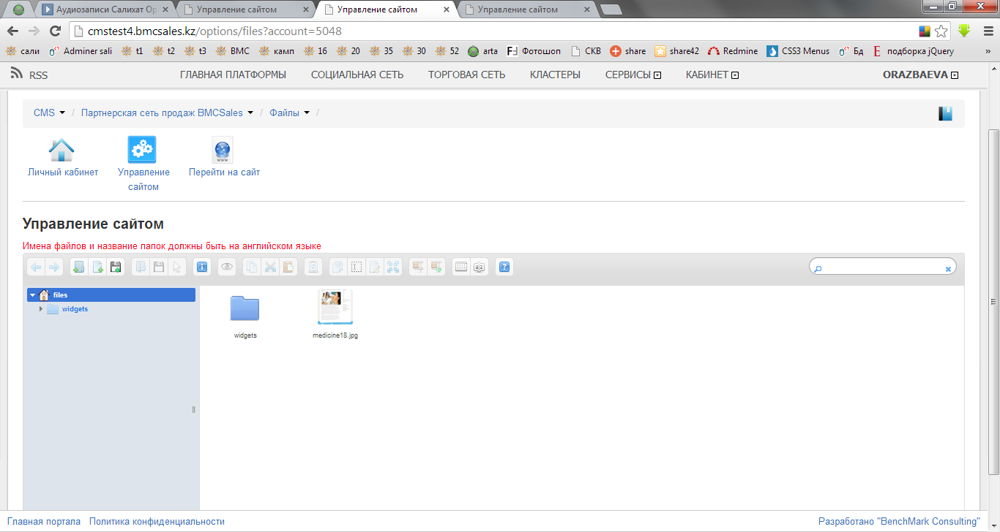 Аудиозаписи Салихат Ор
Управление сайтом
Управление сайтом
Управление сайтом
cmstest4.bmcsales.kz/options/files?account=5048
сали Adminer sali t1 t2 t3 BMC камп 16 20 35 30 52 arta Фотошоп СКВ share share42 Redmine CSS3 Menus Бд подборка jQuery »
RSS ГЛАВНАЯ ПЛАТФОРМЫ СОЦИАЛЬНАЯ СЕТЬ ТОРГОВАЯ СЕТЬ КЛАСТЕРЫ СЕРВИСЫ КАБИНЕТ ORAZBAEVA
CMS / Партнерская сеть продаж BMCSales / Файлы /
Личный кабинет
Управление сайтом
Перейти на сайт
Управление сайтом
Имена файлов и название папок должны быть на английском языке
files
widgets
widgets
medicine18.jpg
Главная портала Политика конфиденциальности Разработано "BenchMark Consulting"